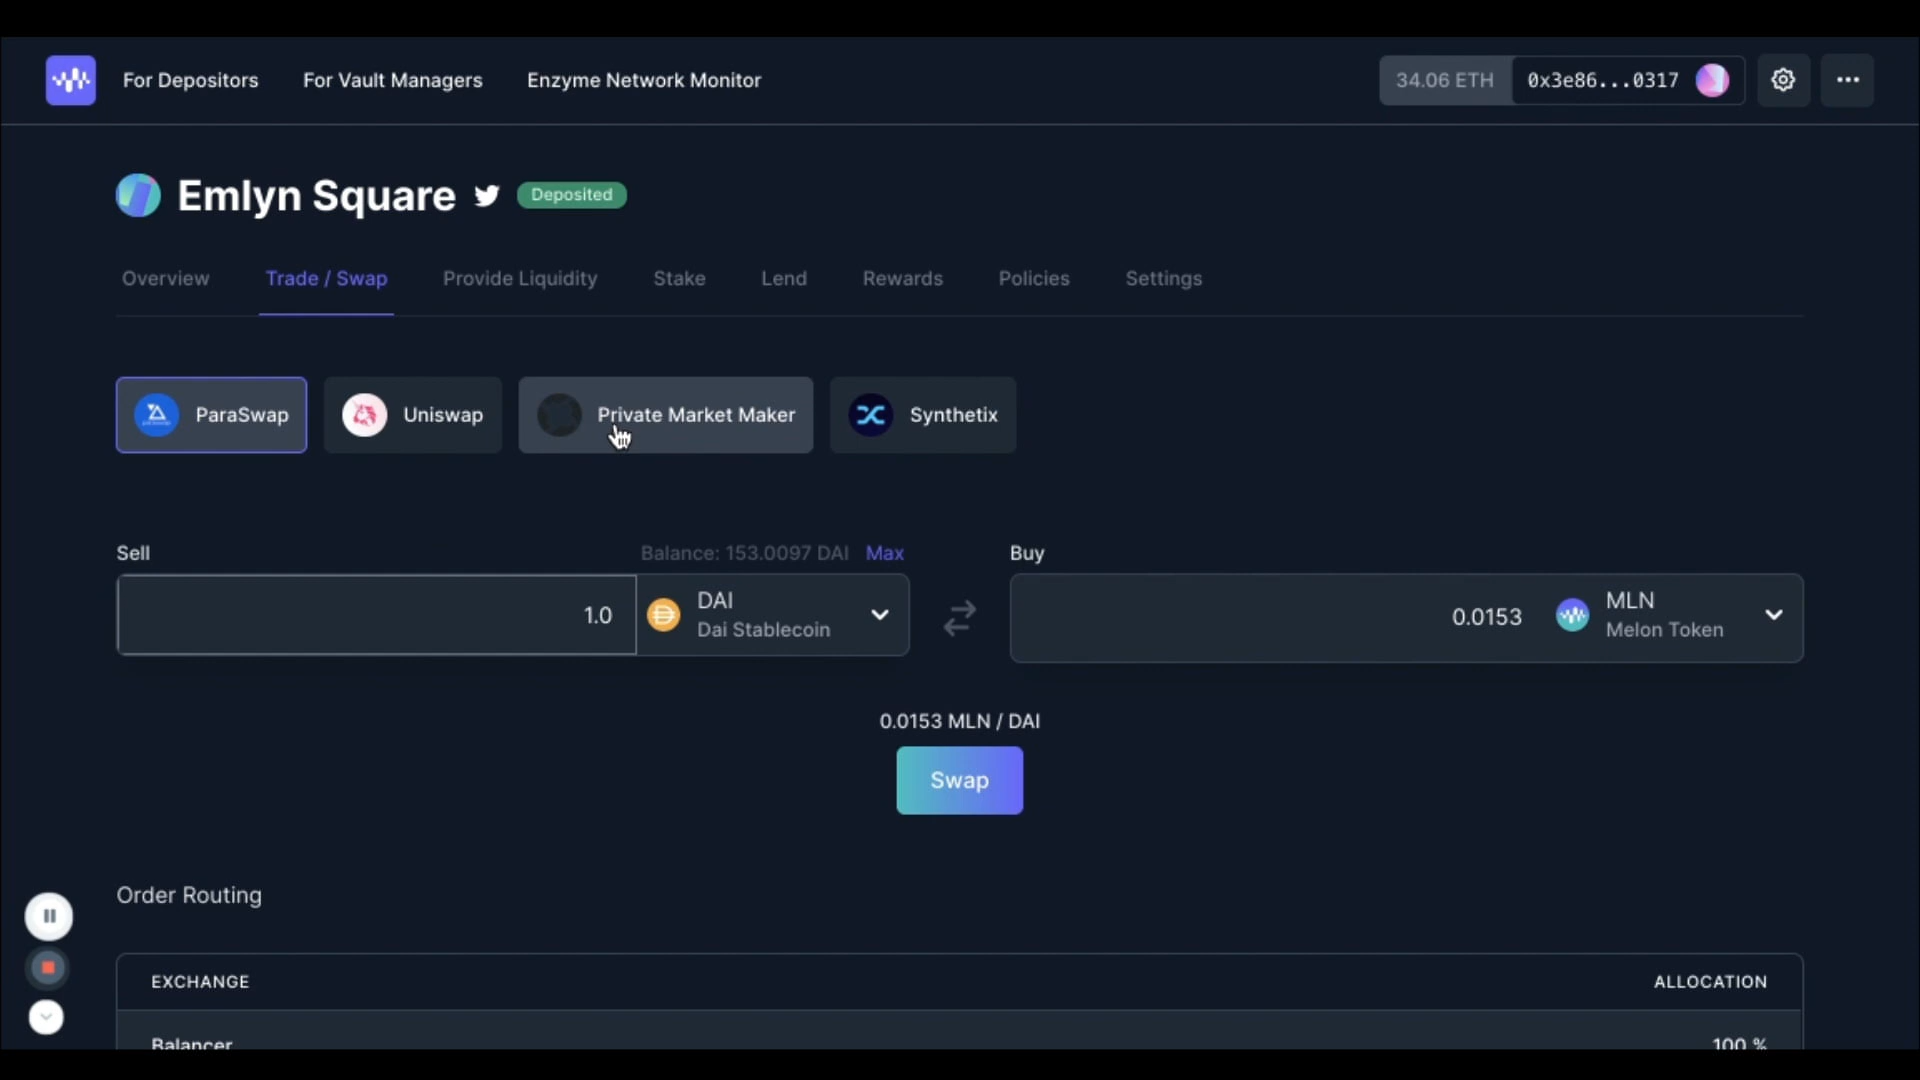 For Depositors For Vault Managers Enzyme Network Monitor 34.06 ETH 0x3e86...0317
Emlyn Square Deposited
Overview Trade / Swap Provide Liquidity Stake Lend Rewards Policies Settings
ParaSwap Uniswap Private Market Maker Synthetix
Sell Balance: 153.0097 DAI Max Buy
1.0 DAI Dai Stablecoin 0.0153 MLN Melon Token
0.0153 MLN / DAI
Swap
Order Routing
EXCHANGE ALLOCATION
Balancer 100 %